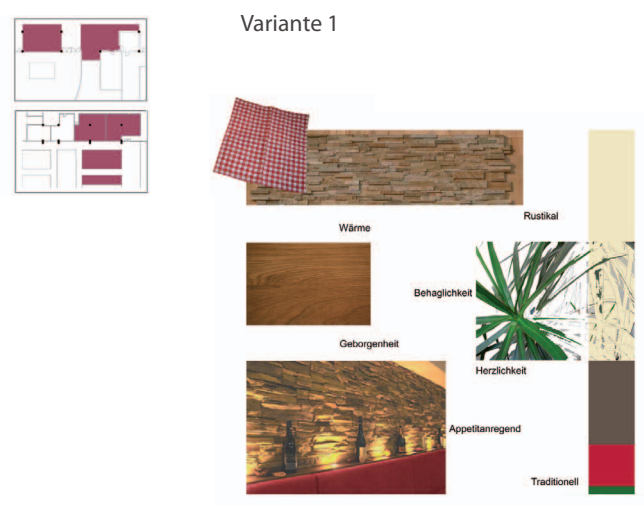 Variante 1
Rustikal
Wärme
Behaglichkeit
Geborgenheit
Herzlichkeit
Appetitanregend
Traditionell